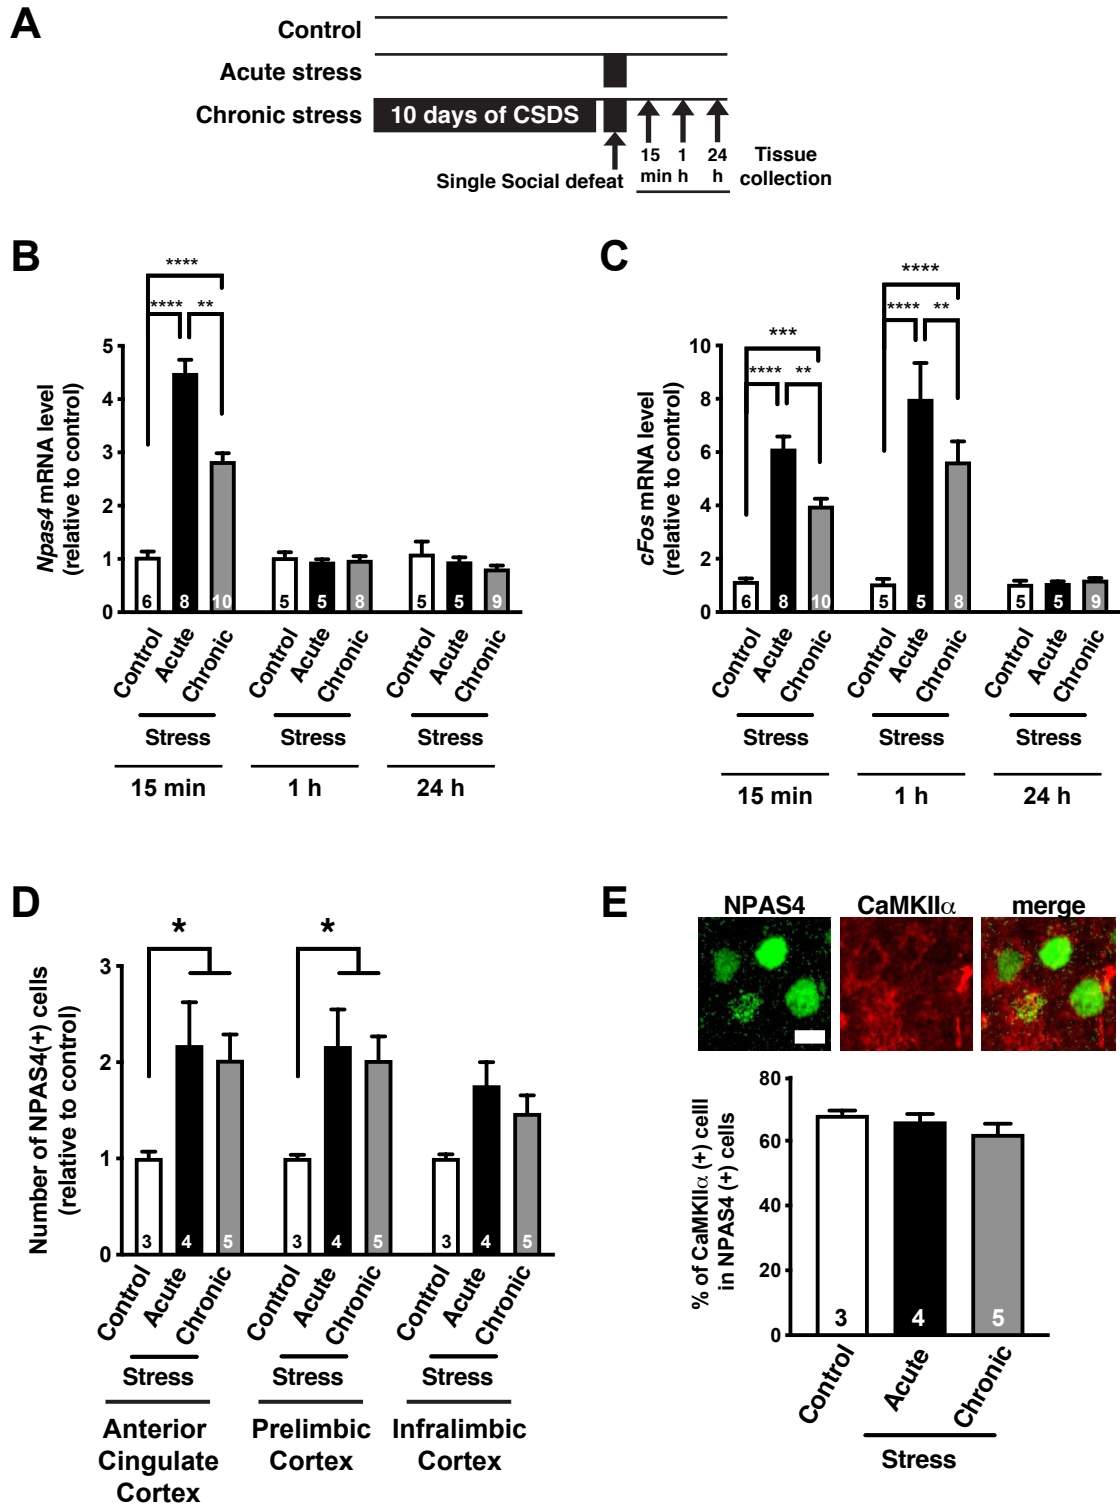 A
Control
Acute stress
Chronic stress
10 days of CSDS
Single Social defeat
15 min
1 h
24 h
Tissue collection
B
****
**** **
Npas4 mRNA level
(relative to control)
5
4
3
2
1
0
6 8 10 5 5 8 5 5 9
Control Acute Chronic Control Acute Chronic Control Acute Chronic
Stress Stress Stress
15 min 1 h 24 h
C
****
**** **
***
**** **
cFos mRNA level
(relative to control)
10
8
6
4
2
0
6 8 10 5 5 8 5 5 9
Control Acute Chronic Control Acute Chronic Control Acute Chronic
Stress Stress Stress
15 min 1 h 24 h
D
* *
Number of NPAS4(+) cells
(relative to control)
3
2
1
0
3 4 5 3 4 5 3 4 5
Control Acute Chronic Control Acute Chronic Control Acute Chronic
Stress Stress Stress
Anterior Cingulate Cortex
Prelimbic Cortex
Infralimbic Cortex
E
NPAS4 CaMKIIα merge
% of CaMKIIα (+) celll
in NPAS4 (+) cells
80
60
40
20
0
3 4 5
Control Acute Chronic
Stress